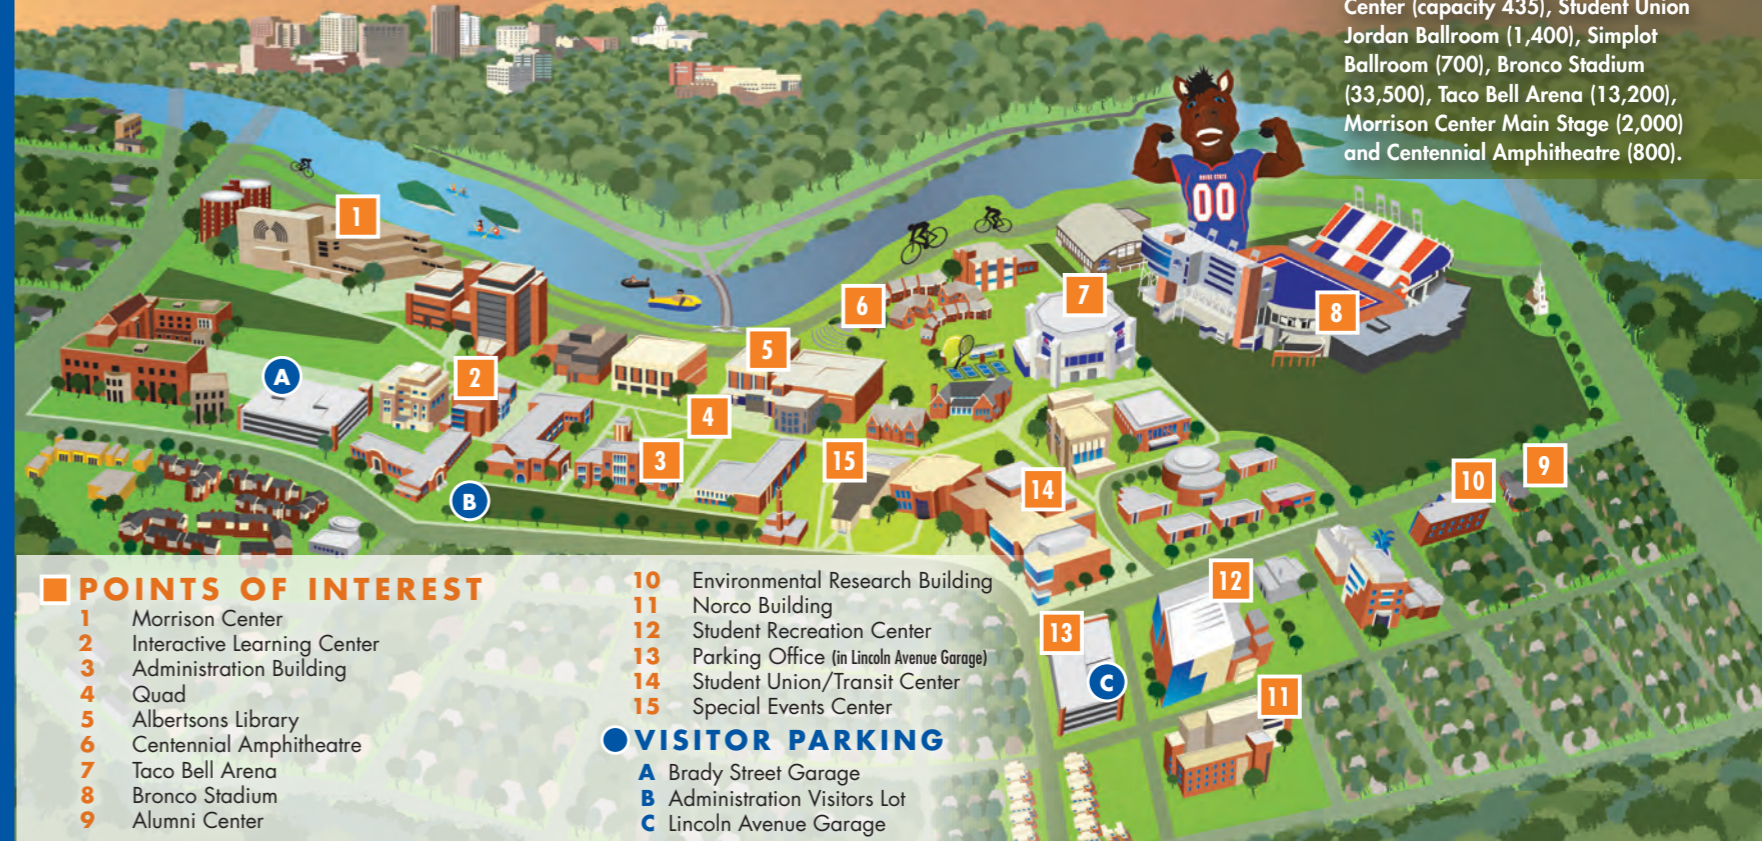 Center (capacity 435), Student Union
Jordan Ballroom (1,400), Simplot
Ballroom (700), Bronco Stadium
(33,500), Taco Bell Arena (13,200),
Morrison Center Main Stage (2,000)
and Centennial Amphitheatre (800).
BOISE STATE
00
1
6
7
8
5
A
2
4
3
15
B
14
10
9
12
13
C
11
POINTS OF INTEREST
1 Morrison Center
2 Interactive Learning Center
3 Administration Building
4 Quad
5 Albertsons Library
6 Centennial Amphitheatre
7 Taco Bell Arena
8 Bronco Stadium
9 Alumni Center
10 Environmental Research Building
11 Norco Building
12 Student Recreation Center
13 Parking Office (in Lincoln Avenue Garage)
14 Student Union/Transit Center
15 Special Events Center
VISITOR PARKING
A Brady Street Garage
B Administration Visitors Lot
C Lincoln Avenue Garage